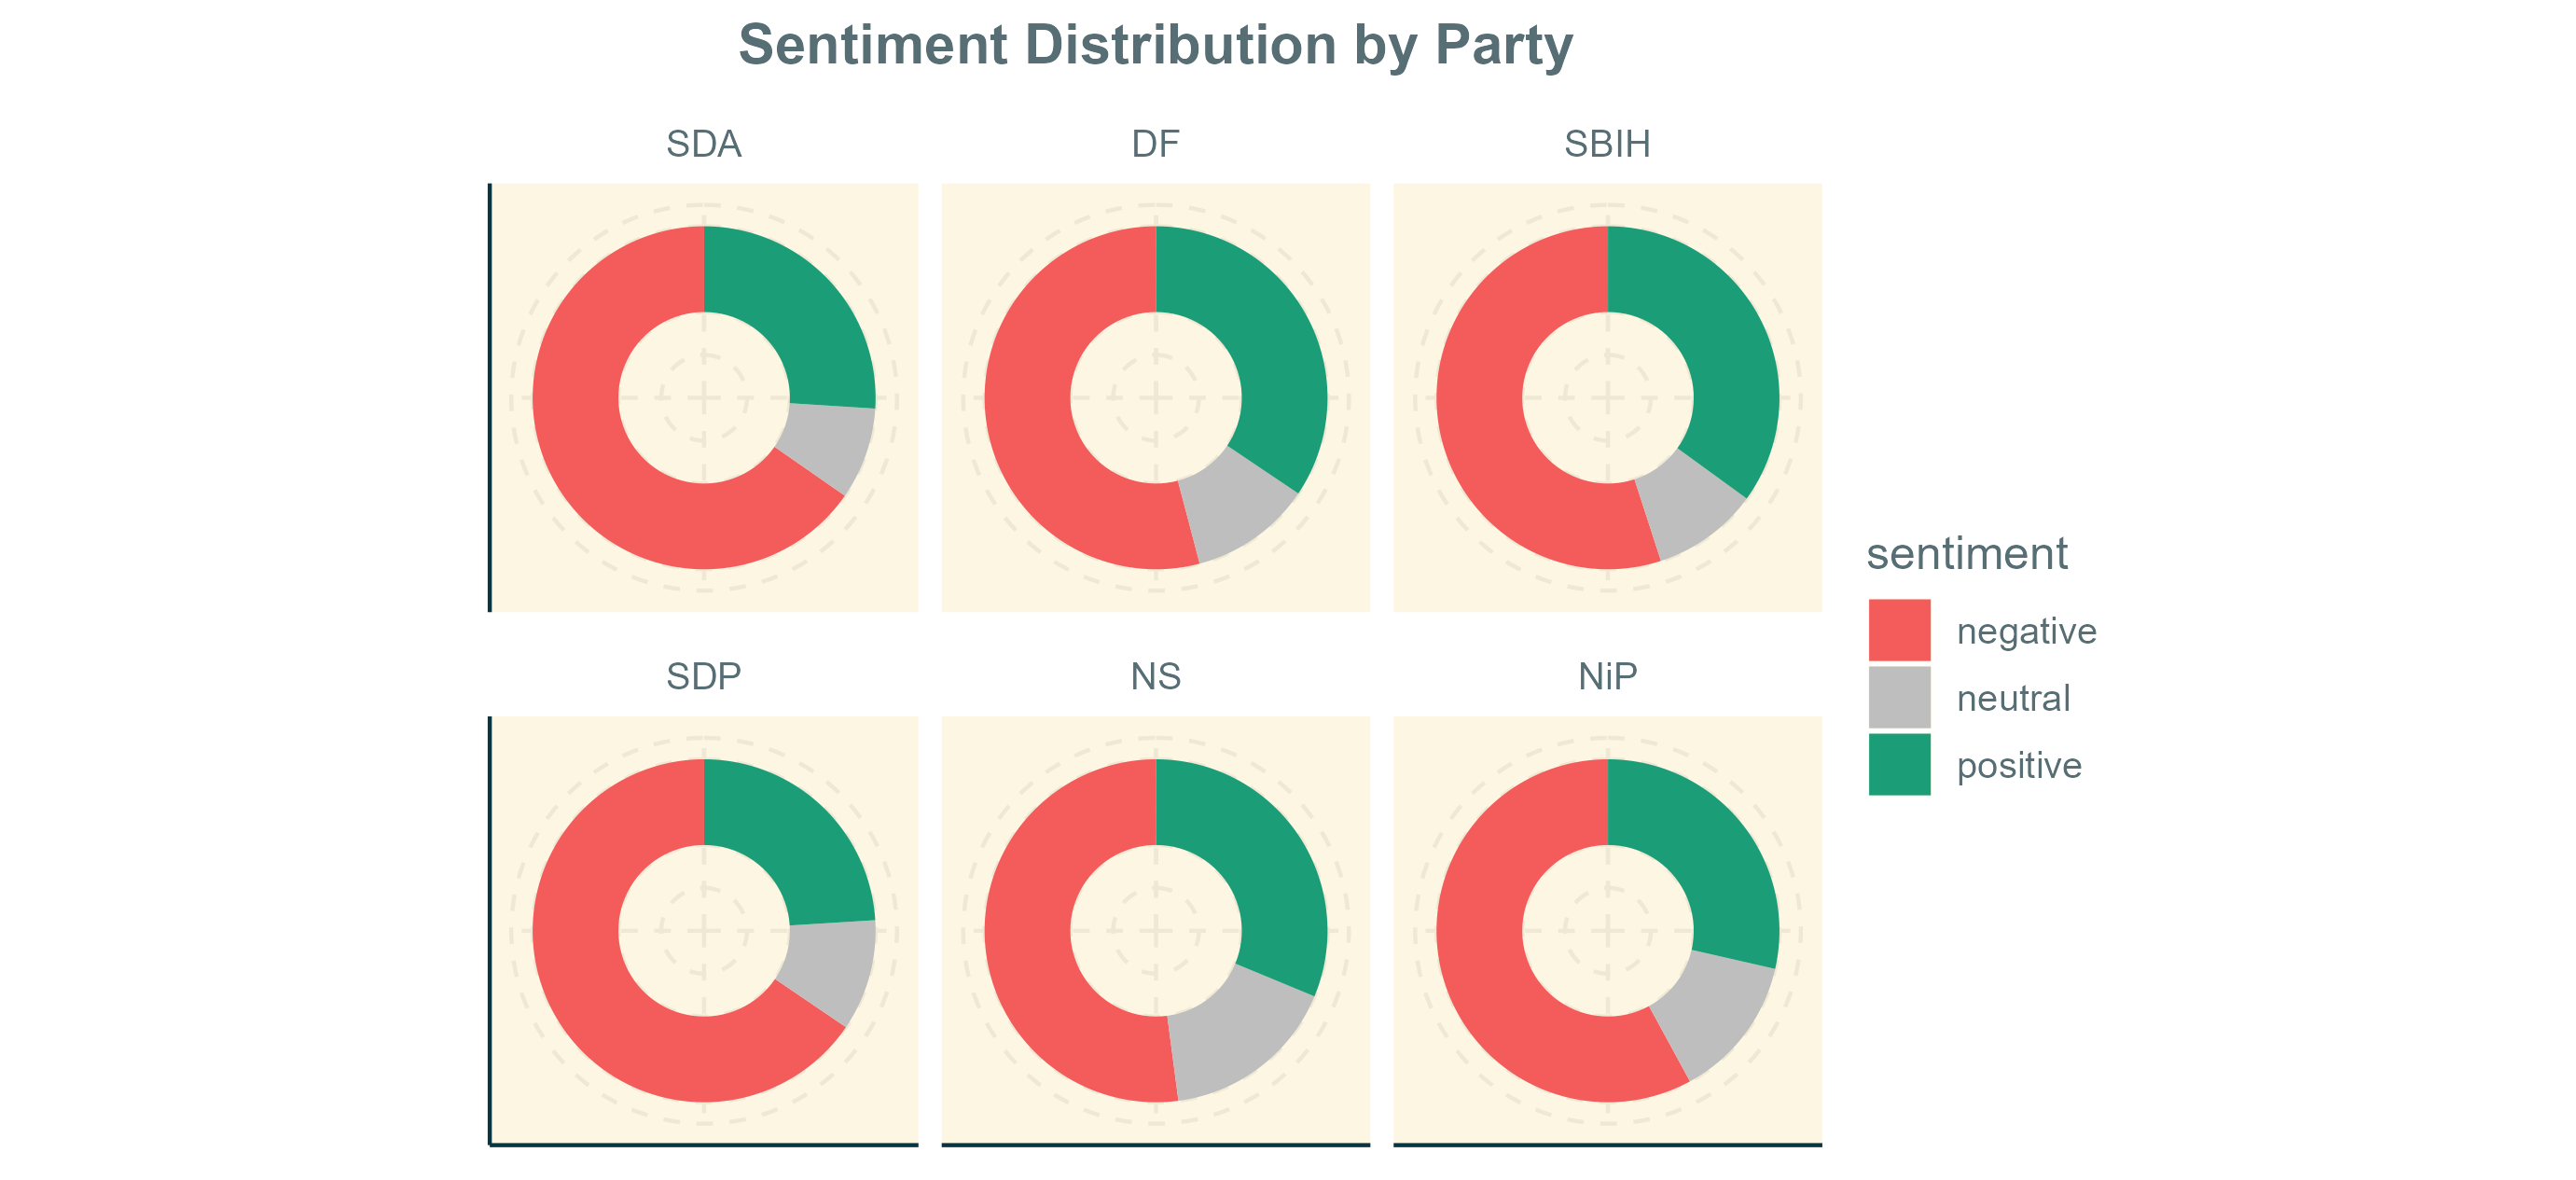 Sentiment Distribution by Party
SDA
DF
SBIH
SDP
NS
NiP
sentiment
negative
neutral
positive